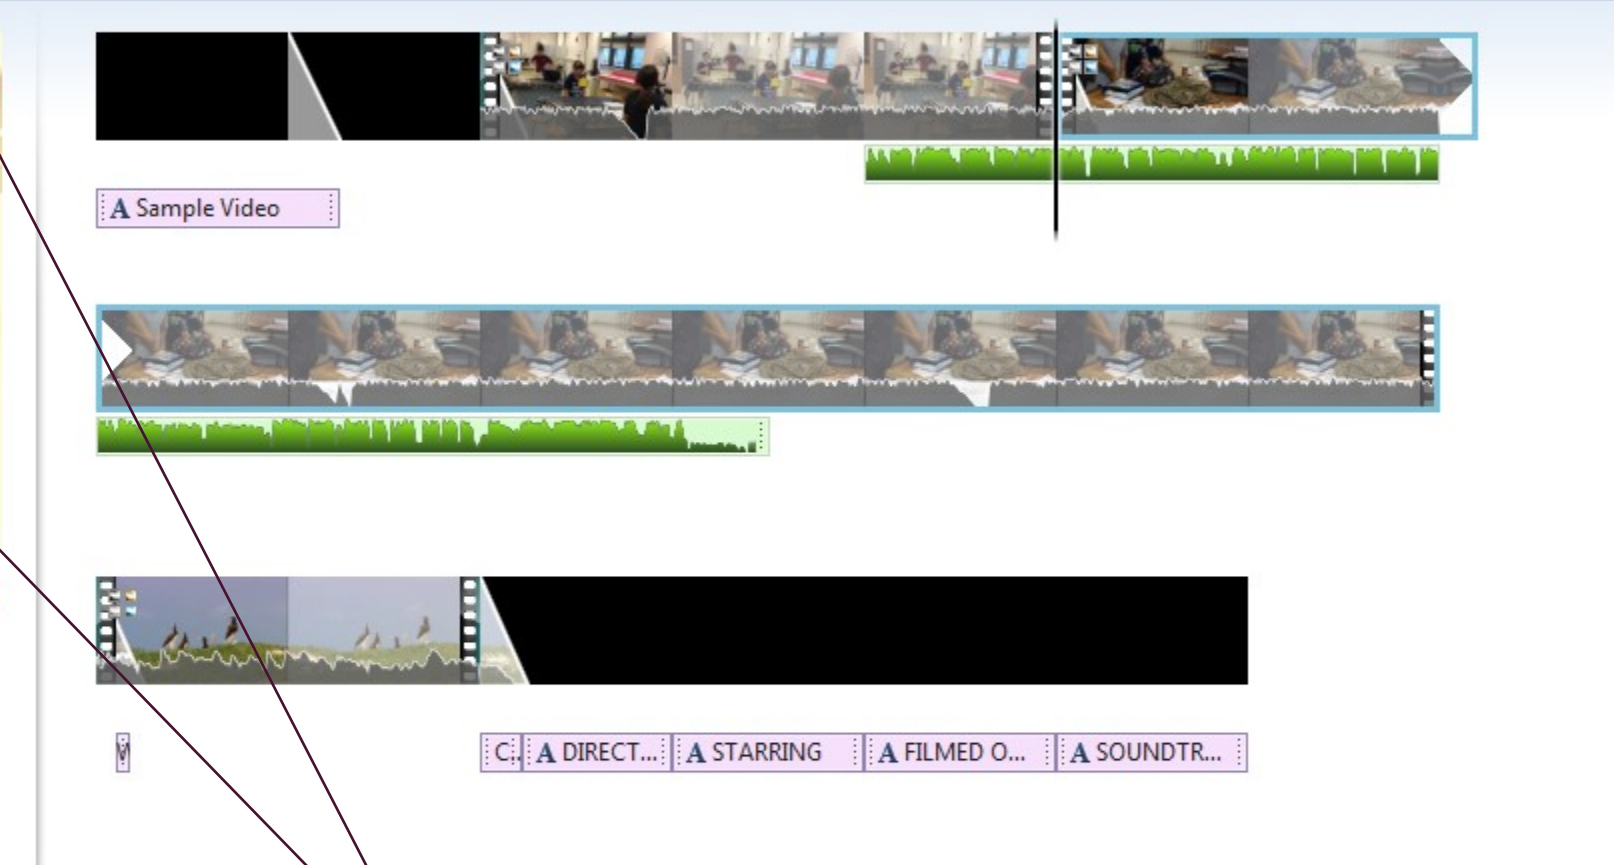 A Sample Video
C...
A DIRECT...
A STARRING
A FILMED O...
A SOUNDTR...